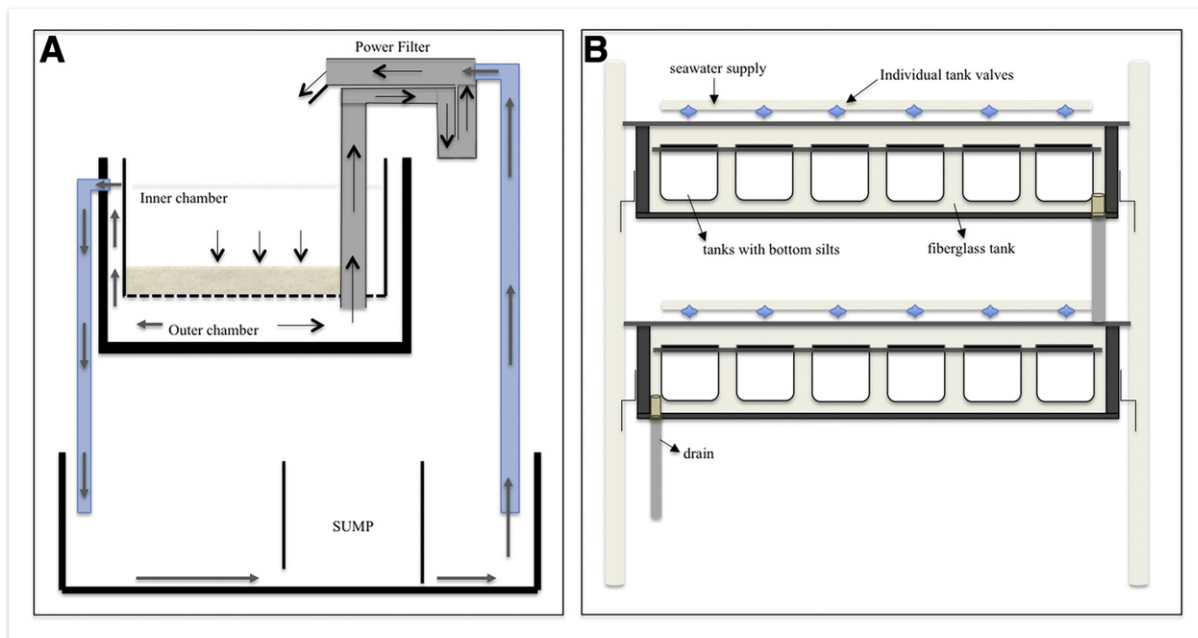 A
Power Filter
Inner chamber
Outer chamber
SUMP
B
seawater supply
Individual tank valves
tanks with bottom silts
fiberglass tank
drain